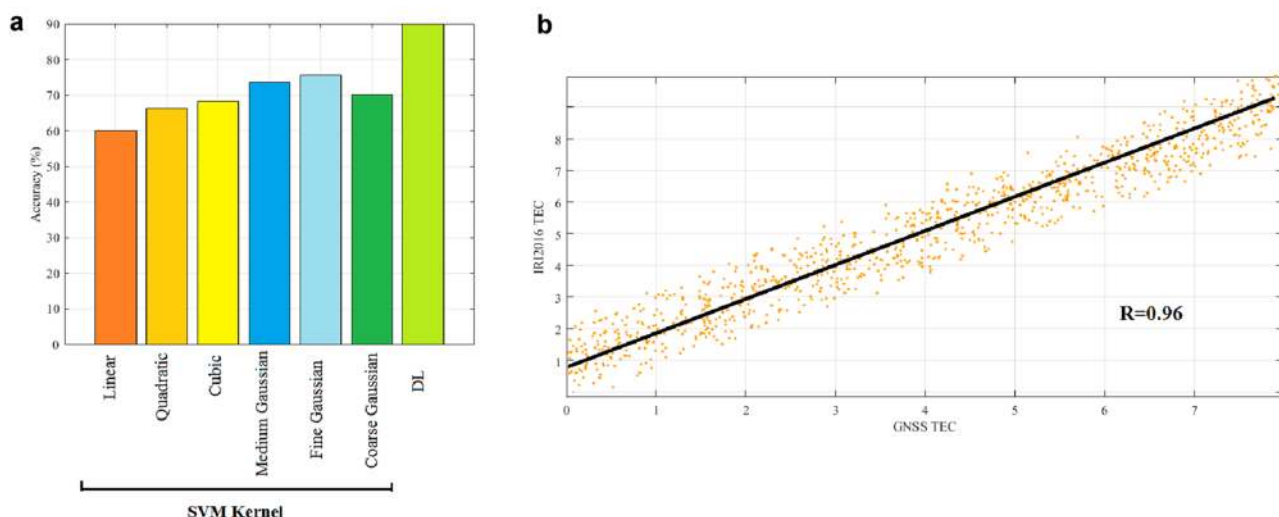 a
90
80
70
60
50
40
30
20
10
0
Accuracy (%)
Linear
Quadratic
Cubic
Medium Gaussian
Fine Gaussian
Coarse Gaussian
DL
SVM Kernel
b
8
7
6
5
4
3
2
1
IRI2016 TEC
R=0.96
0 1 2 3 4 5 6 7
GNSS TEC